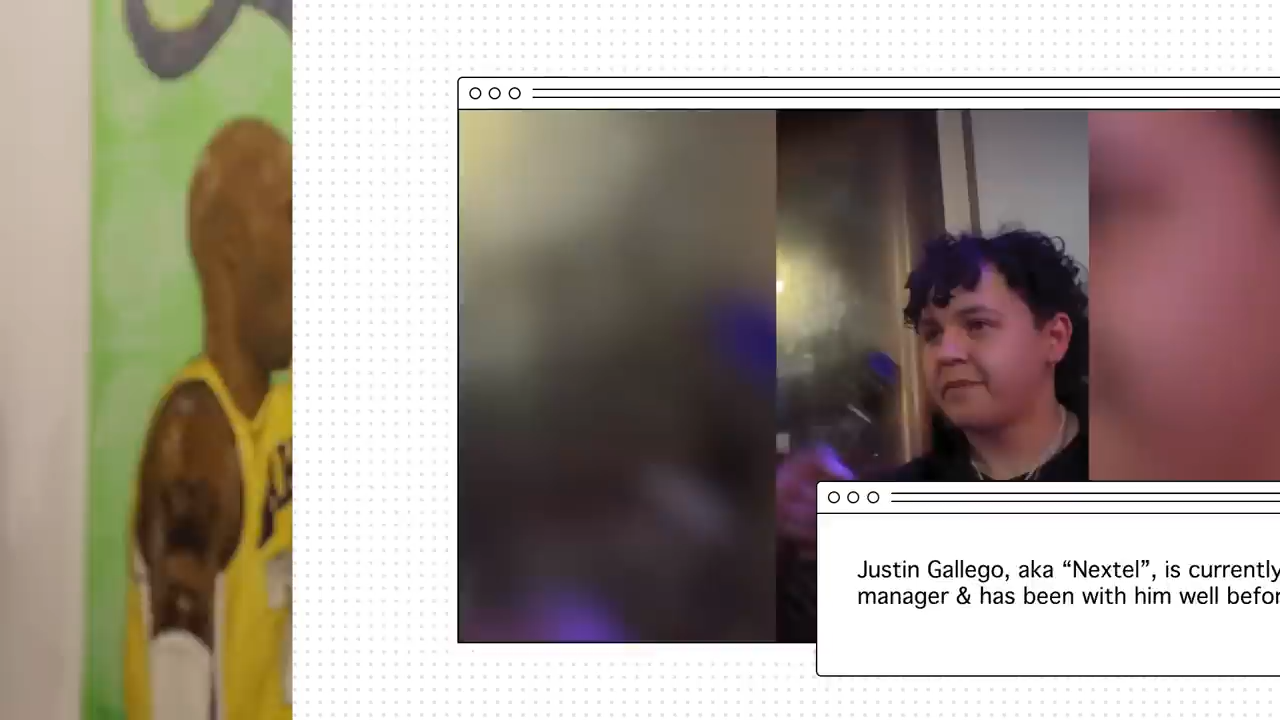 Justin Gallego, aka “Nextel”, is currently
manager & has been with him well befor